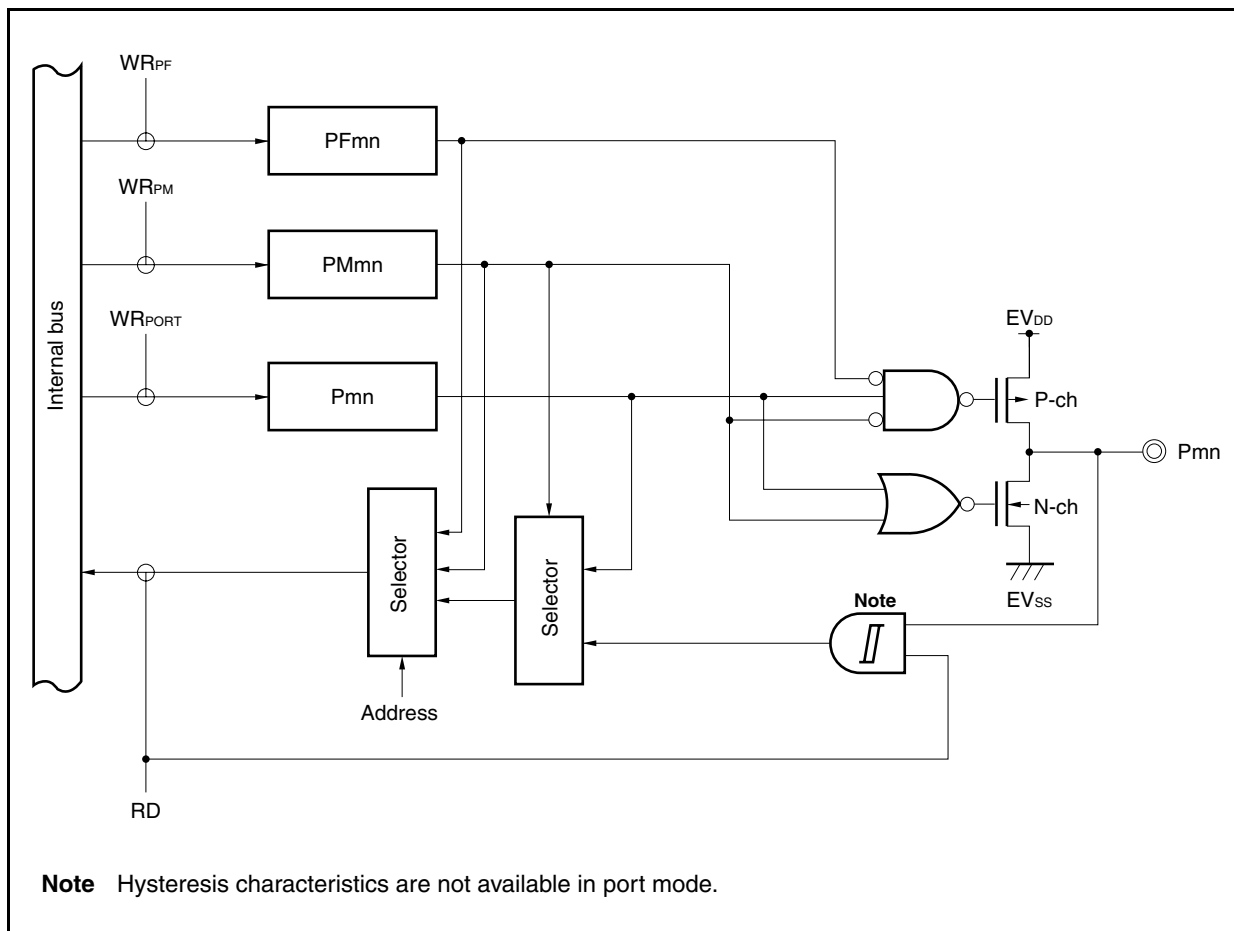 WRPF
PFmn
WRPM
PMmn
WRPORT
Pmn
Internal bus
EVDD
P-ch
Pmn
N-ch
EVSS
Selector
Selector
Note
Address
RD
Note Hysteresis characteristics are not available in port mode.